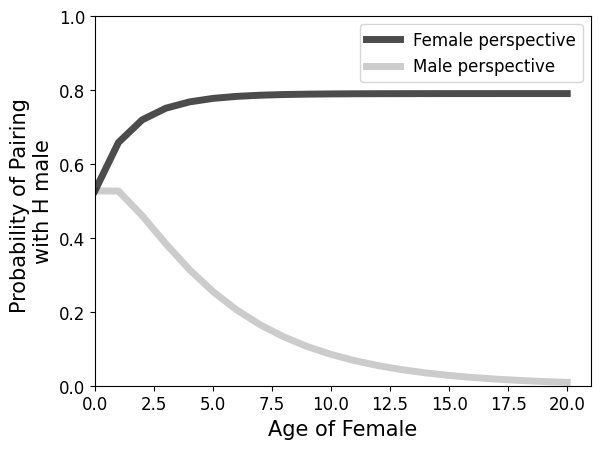 Female perspective
Male perspective
Probability of Pairing
with H male
1.0
0.8
0.6
0.4
0.2
0.0
0.0 2.5 5.0 7.5 10.0 12.5 15.0 17.5 20.0
Age of Female